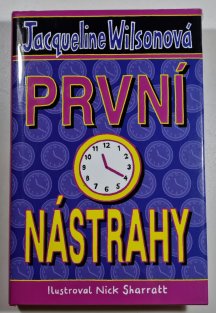 Jacqueline Wilsonová
PRVNÍ
NÁSTRAHY
Ilustroval Nick Sharratt